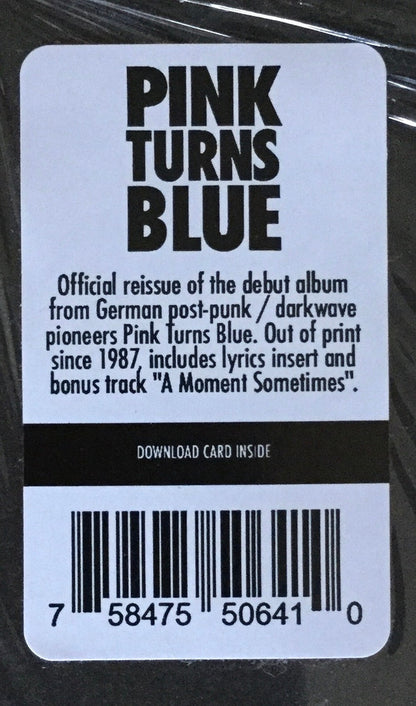 PINK
TURNS
BLUE
Official reissue of the debut album
from German post-punk / darkwave
pioneers Pink Turns Blue. Out of print
since 1987, includes lyrics insert and
bonus track "A Moment Sometimes".
DOWNLOAD CARD INSIDE
7 58475 50641 0